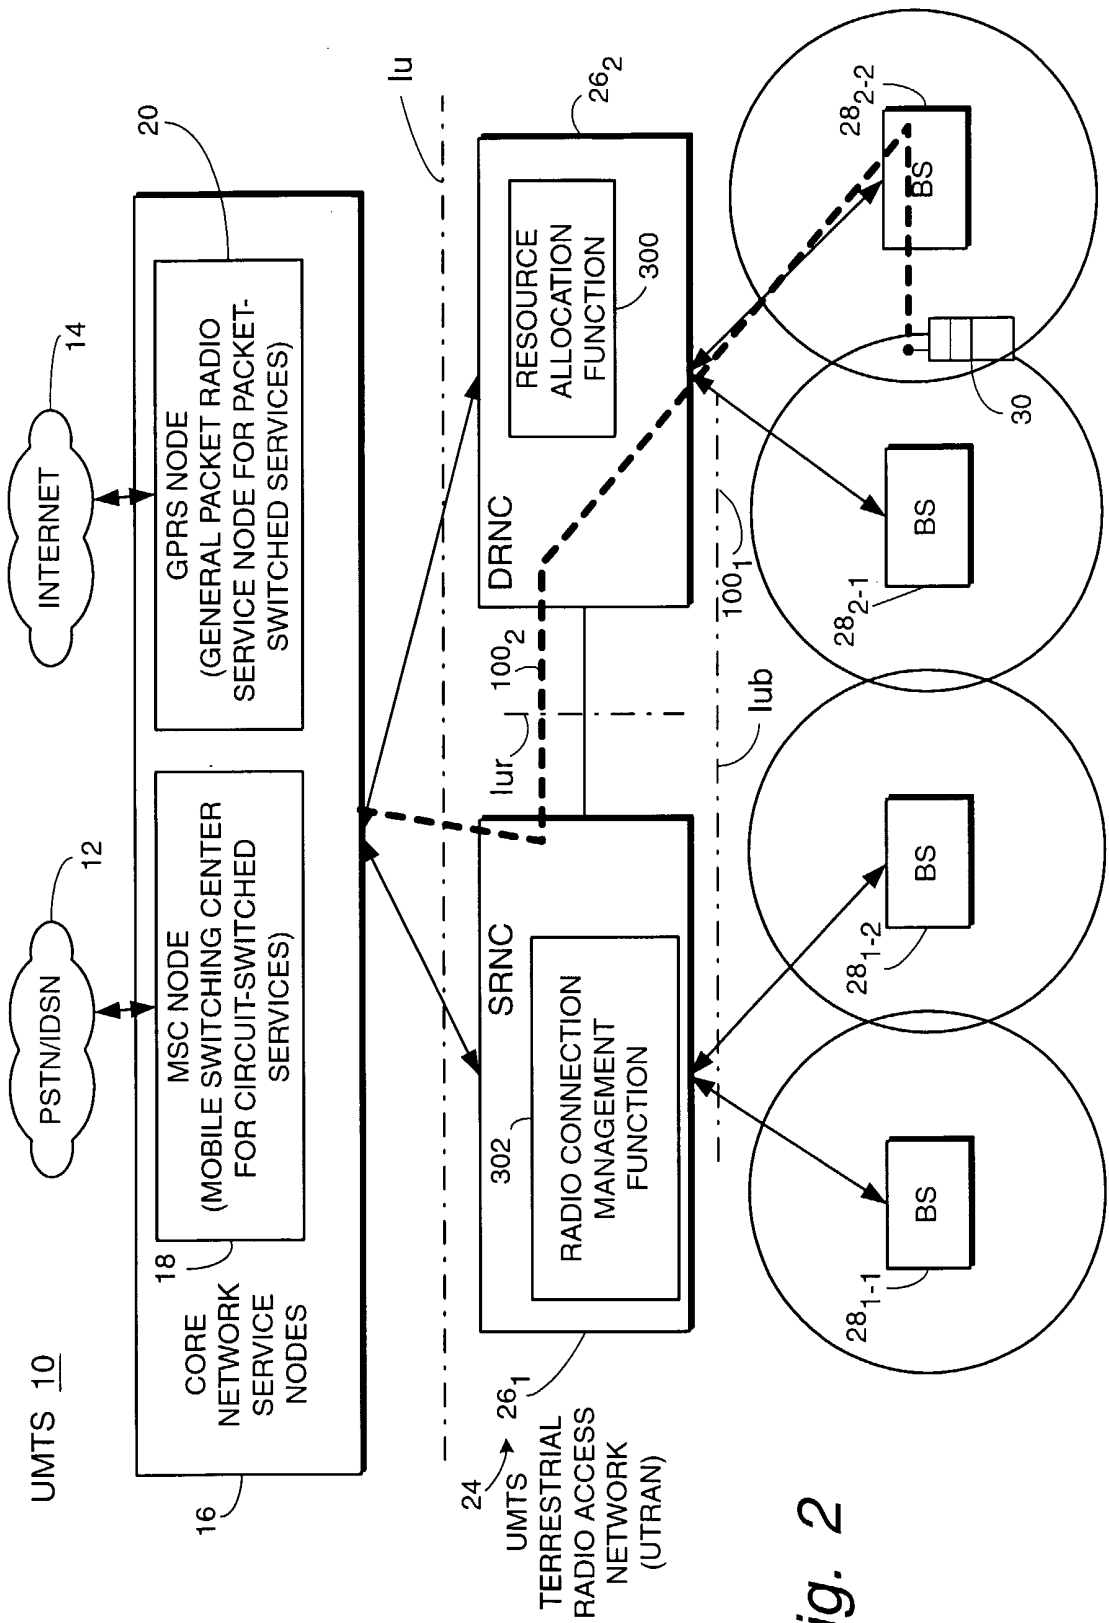 UMTS 10
PSTN/IDSN
12
INTERNET
14
16
CORE
NETWORK
SERVICE
NODES
18
MSC NODE
(MOBILE SWITCHING CENTER
FOR CIRCUIT-SWITCHED
SERVICES)
20
GPRS NODE
(GENERAL PACKET RADIO
SERVICE NODE FOR PACKET-
SWITCHED SERVICES)
Iu
24
UMTS
TERRESTRIAL
RADIO ACCESS
NETWORK
(UTRAN)
26₁
SRNC
302
RADIO CONNECTION
MANAGEMENT
FUNCTION
Iur
100₂
26₂
DRNC
RESOURCE
ALLOCATION
FUNCTION
300
Iub
100₁
28₁₋₁
BS
28₁₋₂
BS
28₂₋₁
BS
28₂₋₂
BS
30
ig. 2